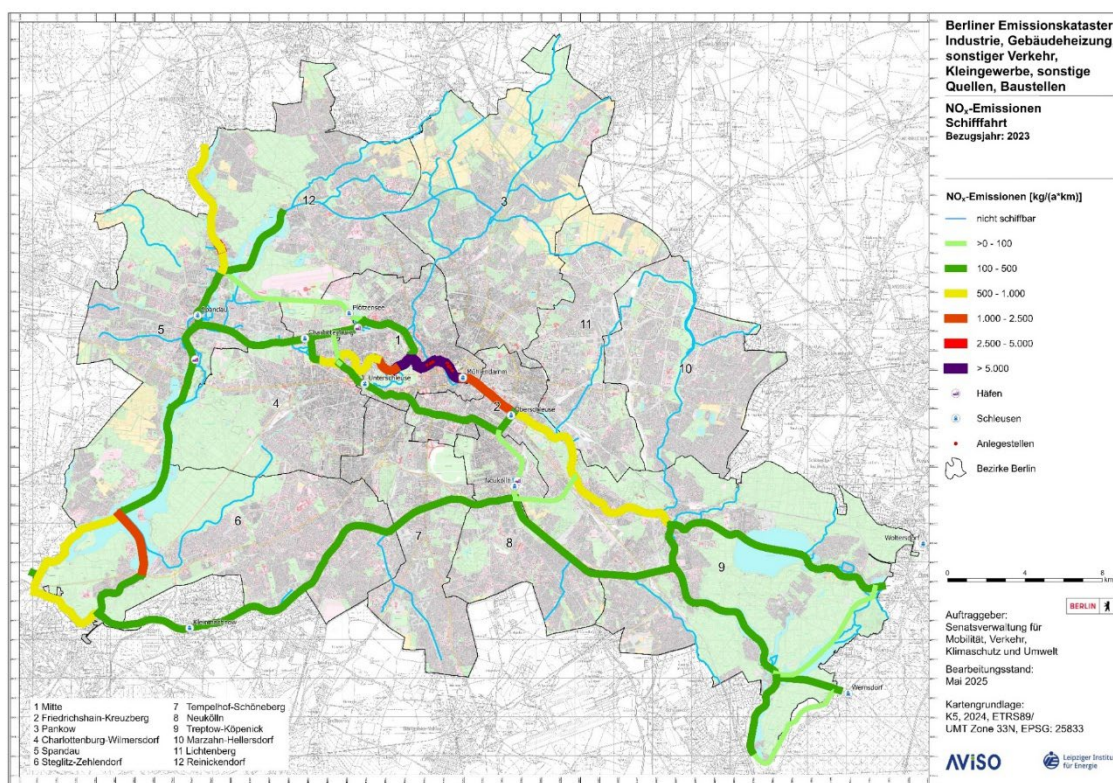 Berliner Emissionskataster
Industrie, Gebäudeheizung
sonstiger Verkehr,
Kleingewerbe, sonstige
Quellen, Baustellen
NOx-Emissionen
Schifffahrt
Bezugsjahr: 2023
NOx-Emissionen [kg/(a*km)]
nicht schiffbar
>0 - 100
100 - 500
500 - 1.000
1.000 - 2.500
2.500 - 5.000
> 5.000
Häfen
Schleusen
Anlegestellen
Bezirke Berlin
12
3
Spandau
Plötzensee
5
1
11
10
Mühlendamm
Unterschleuse
2
Oberschleuse
4
Neukölln
6
7
8
9
Woltersdorf
Wernsdorf
0 4 8
km
BERLIN
Auftraggeber:
Senatsverwaltung für
Mobilität, Verkehr,
Klimaschutz und Umwelt
Bearbeitungsstand:
Mai 2025
Kartengrundlage:
K5, 2024, ETRS89/
UMT Zone 33N, EPSG: 25833
AVISO
Leipziger Institut
für Energie
1 Mitte
2 Friedrichshain-Kreuzberg
3 Pankow
4 Charlottenburg-Wilmersdorf
5 Spandau
6 Steglitz-Zehlendorf
7 Tempelhof-Schöneberg
8 Neukölln
9 Treptow-Köpenick
10 Marzahn-Hellersdorf
11 Lichtenberg
12 Reinickendorf